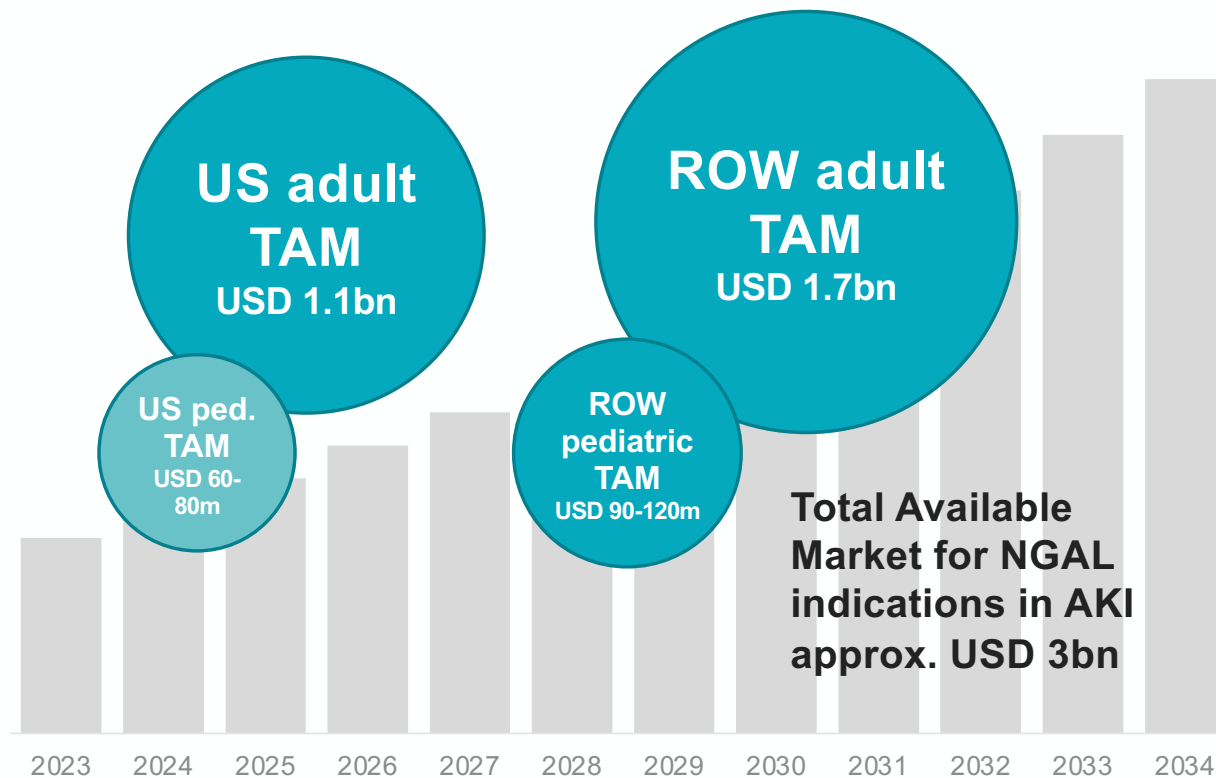 US adult
TAM
USD 1.1bn
ROW adult
TAM
USD 1.7bn
US ped.
TAM
USD 60-
80m
ROW
pediatric
TAM
USD 90-120m
Total Available
Market for NGAL
indications in AKI
approx. USD 3bn
2023 2024 2025 2026 2027 2028 2029 2030 2031 2032 2033 2034